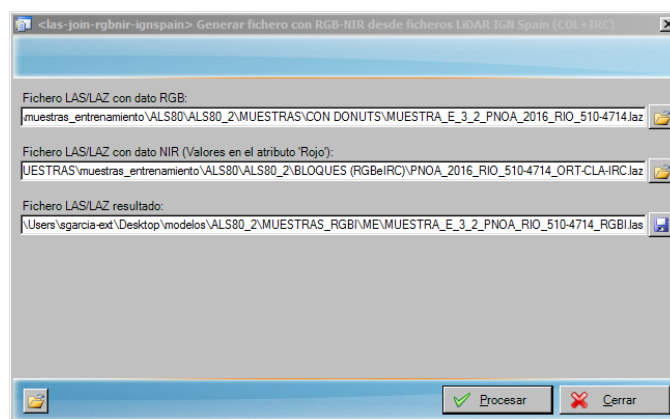 <las-join-rgbnir-ignspain> Generar fichero con RGB-NIR desde ficheros LiDAR IGN Spain (COL+IRC)
Fichero LAS/LAZ con dato RGB:
muestras_entrenamiento\ALS80\ALS80_2\MUESTRAS\CON DONUTS\MUESTRA_E_3_2_PNOA_2016_RIO_510-4714.laz
Fichero LAS/LAZ con dato NIR (Valores en el atributo 'Rojo'):
UESTRAS\muestras_entrenamiento\ALS80\ALS80_2\BLOQUES (RGBeIRC)\PNOA_2016_RIO_510-4714_ORT-CLA-IRC.laz
Fichero LAS/LAZ resultado:
\Users\sgarcia-ext\Desktop\modelos\ALS80_2\MUESTRAS_RGBI\ME\MUESTRA_E_3_2_PNOA_RIO_510-4714_RGBI.las
Procesar
Cerrar